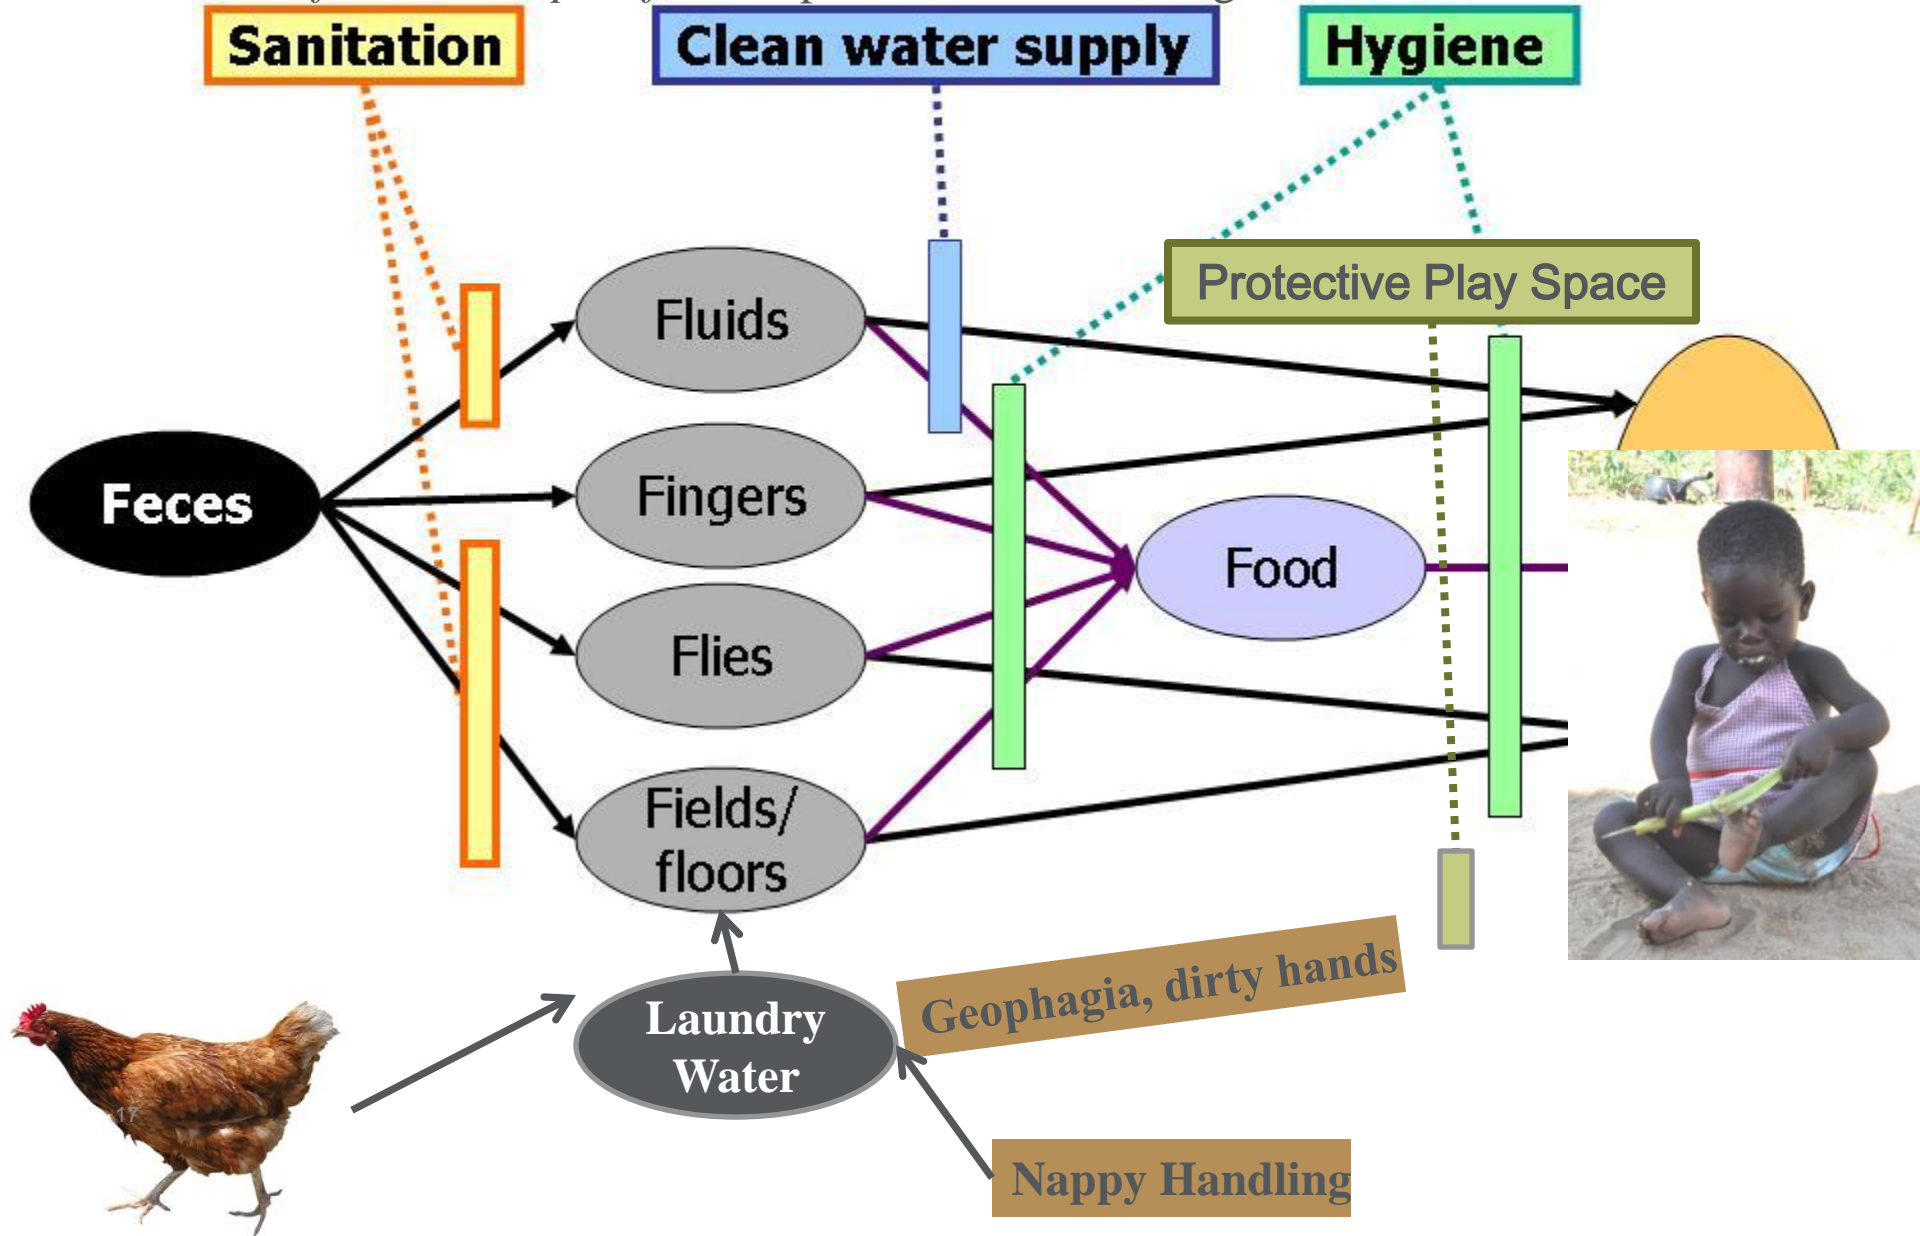 Sanitation
Clean water supply
Hygiene
Protective Play Space
Fluids
Feces
Fingers
Food
Flies
Fields/
floors
Geophagia, dirty hands
Laundry
Water
17
Nappy Handling